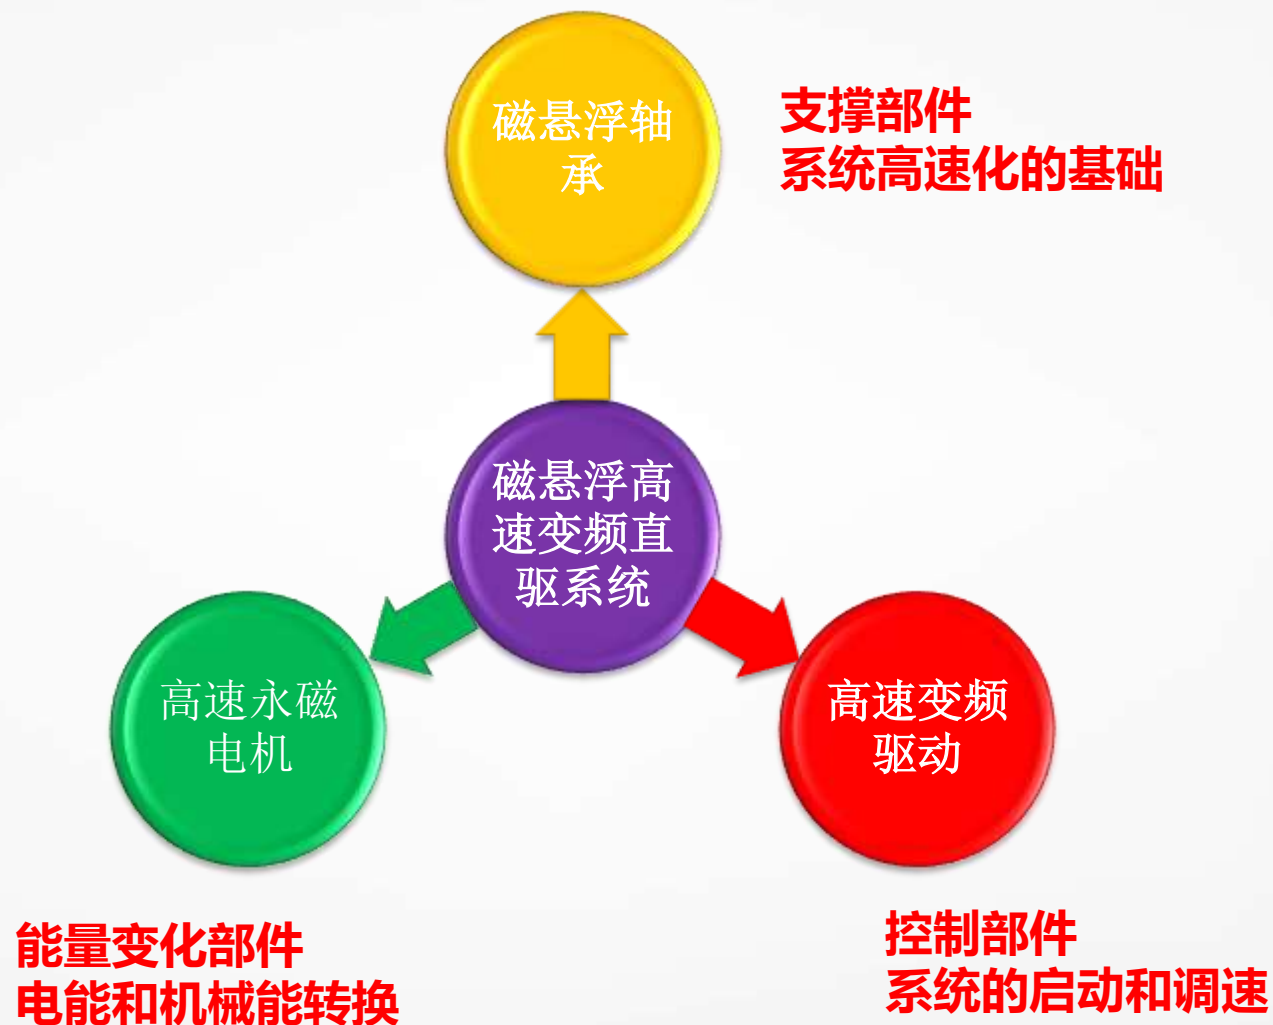 磁悬浮轴
承
支撑部件
系统高速化的基础
磁悬浮高
速变频直
驱系统
高速永磁
电机
高速变频
驱动
能量变化部件
电能和机械能转换
控制部件
系统的启动和调速